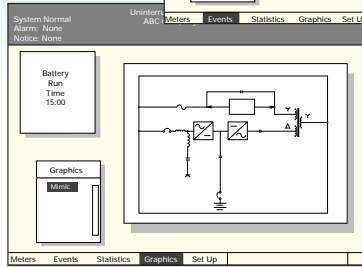 Meters Events Statistics Graphics Set U
System Normal
Alarm: None
Notice: None
Unintern
ABC
Battery
Run
Time
15:00
Graphics
Mimic
Meters Events Statistics Graphics Set Up